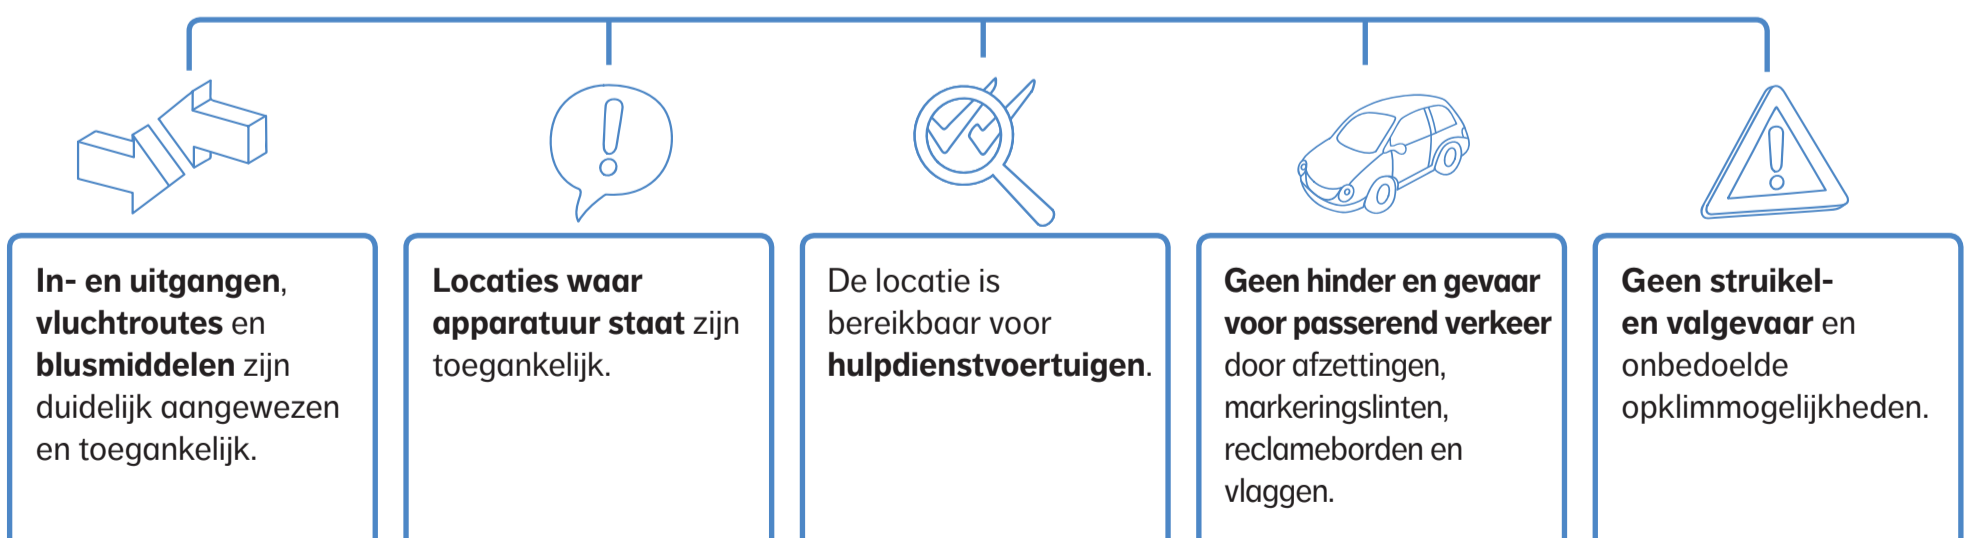 In- en uitgangen,
vluchtroutes en
blusmiddelen zijn
duidelijk aangewezen
en toegankelijk.
Locaties waar
apparatuur staat zijn
toegankelijk.
De locatie is
bereikbaar voor
hulpdienstvoertuigen.
Geen hinder en gevaar
voor passerend verkeer
door afzettingen,
markeringslinten,
reclameborden en
vlaggen.
Geen struikel-
en valgevaar en
onbedoelde
opklimmogelijkheden.